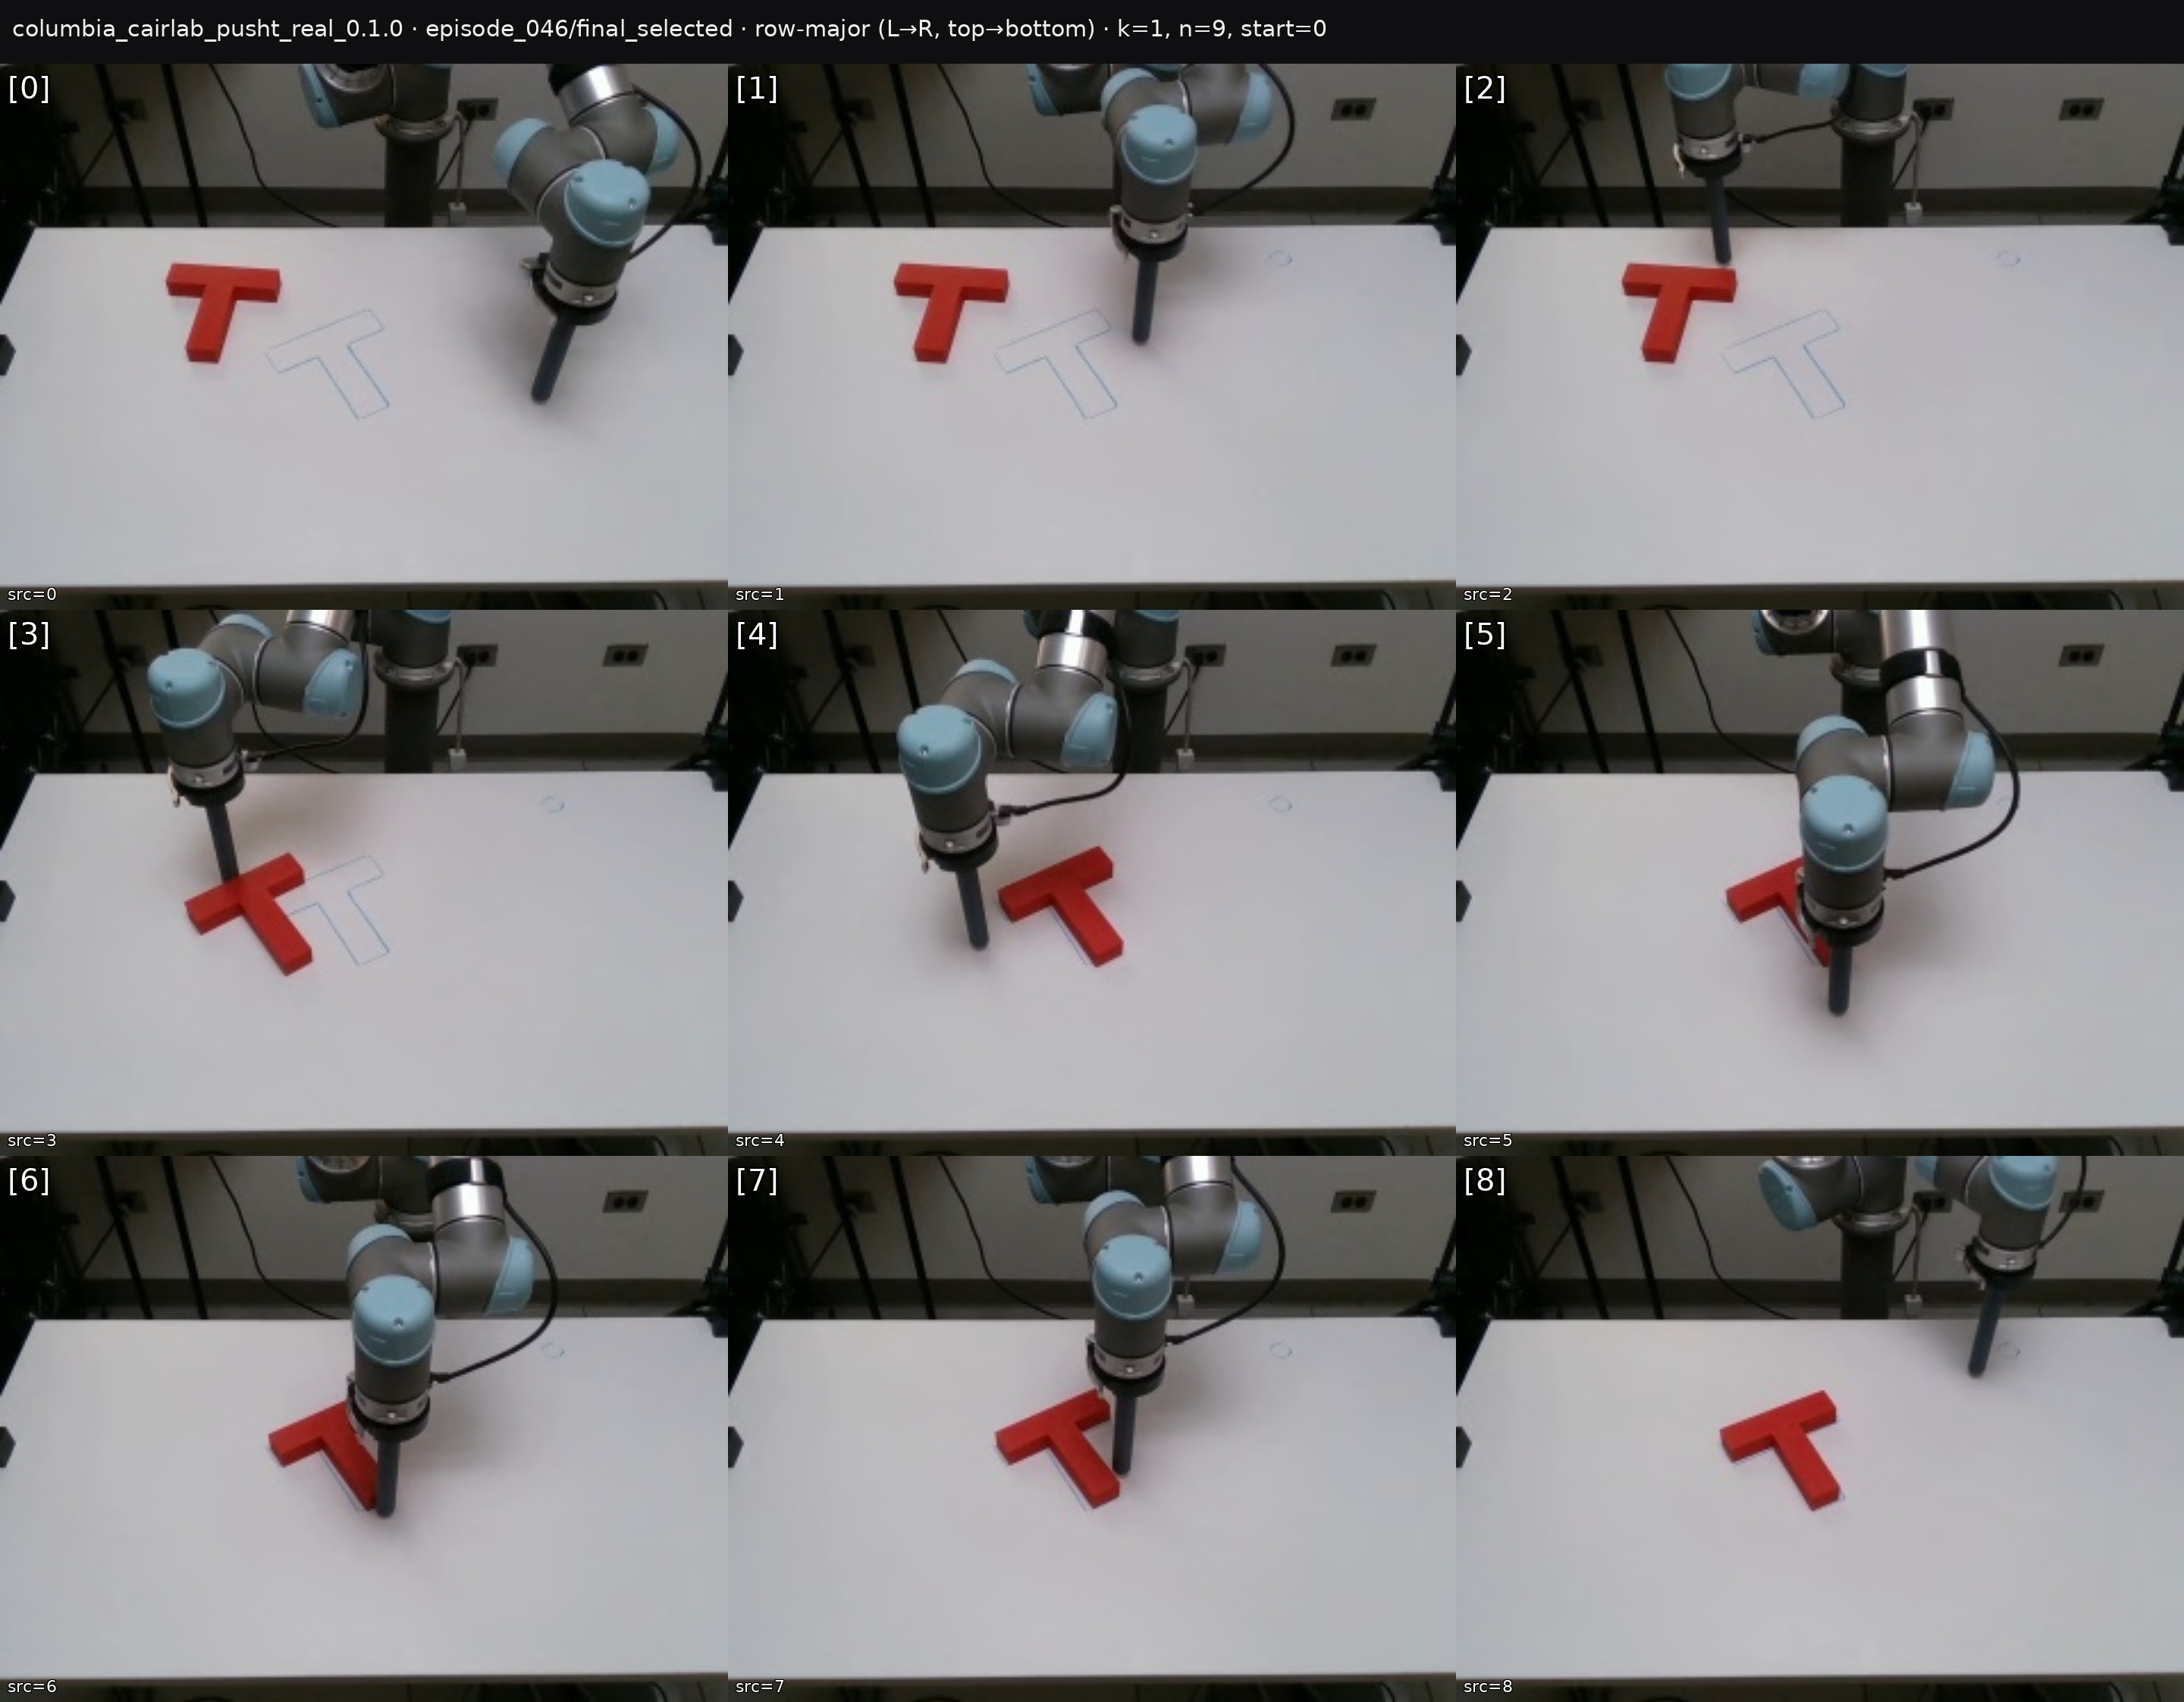 columbia_cairlab_pusht_real_0.1.0 · episode_046/final_selected · row-major (L→R, top→bottom) · k=1, n=9, start=0
[0]
[1]
[2]
src=0
src=1
src=2
[3]
[4]
[5]
src=3
src=4
src=5
[6]
[7]
[8]
src=6
src=7
src=8